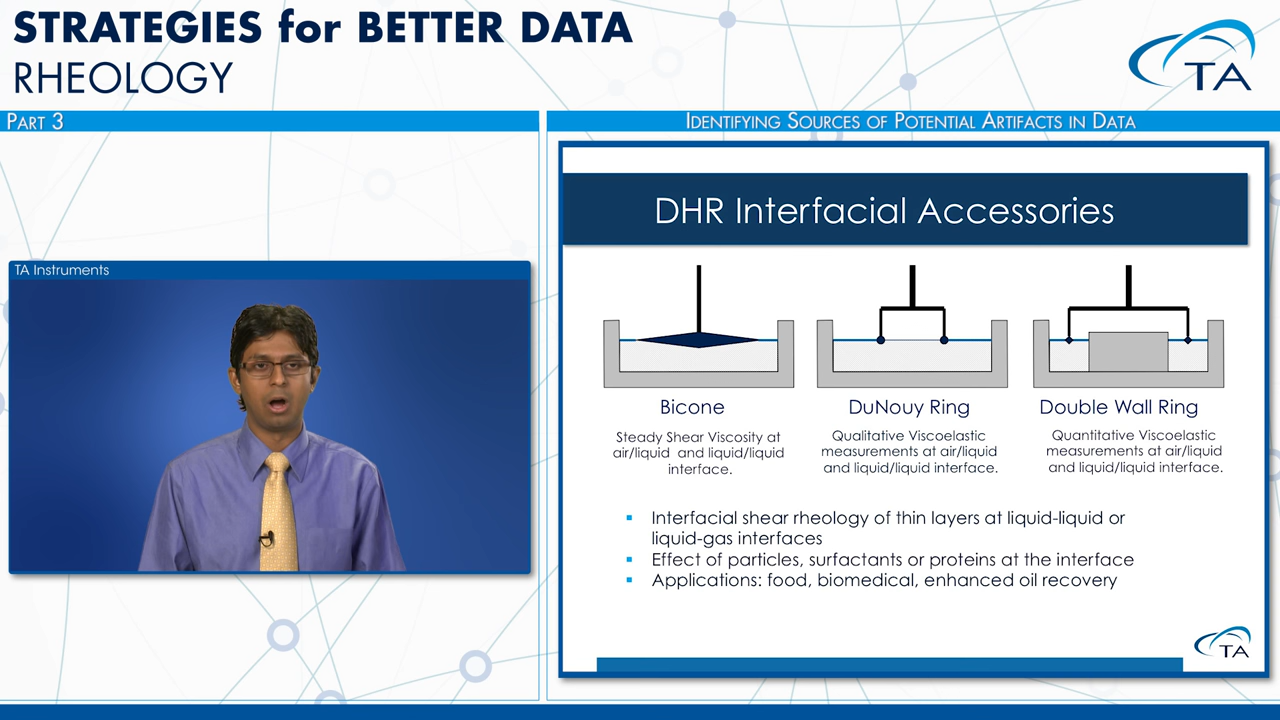 STRATEGIES for BETTER DATA
RHEOLOGY
TA
PART 3
IDENTIFYING SOURCES OF POTENTIAL ARTIFACTS IN DATA
TA Instruments
DHR Interfacial Accessories
Bicone
Steady Shear Viscosity at
air/liquid and liquid/liquid
interface.
DuNouy Ring
Qualitative Viscoelastic
measurements at air/liquid
and liquid/liquid interface.
Double Wall Ring
Quantitative Viscoelastic
measurements at air/liquid
and liquid/liquid interface.
▪ Interfacial shear rheology of thin layers at liquid-liquid or
liquid-gas interfaces
▪ Effect of particles, surfactants or proteins at the interface
▪ Applications: food, biomedical, enhanced oil recovery
TA